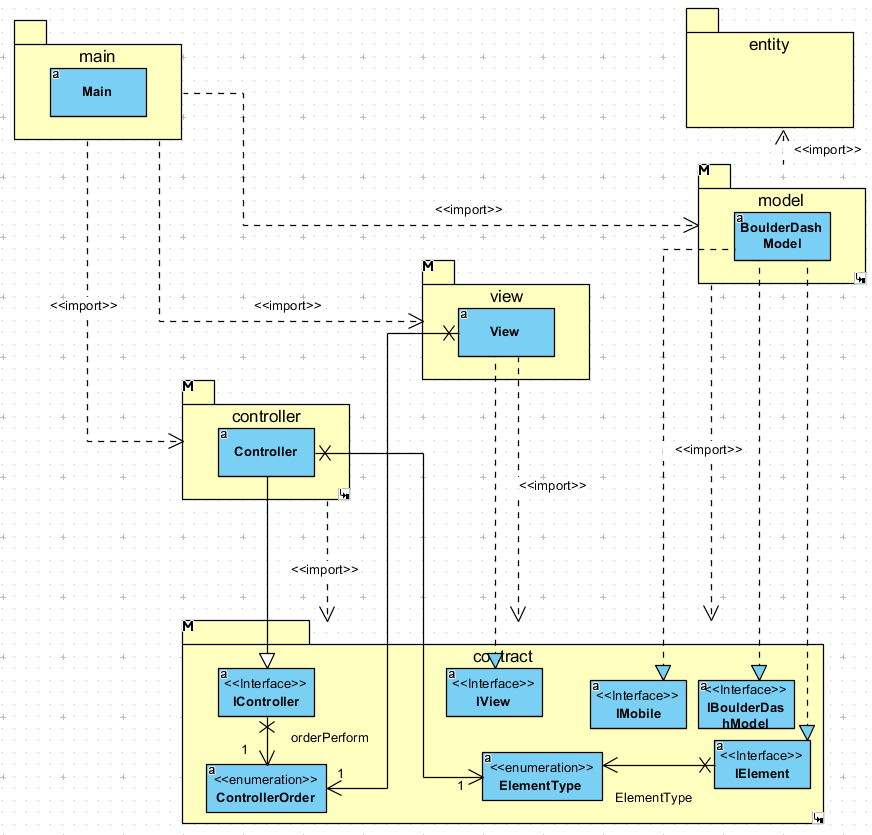 main
a
Main
entity
<<import>>
M
model
a
BoulderDash
Model
<<import>>
M
view
a
View
<<import>>
<<import>>
M
controller
a
Controller
<<import>>
<<import>>
<<import>>
M
contract
a
<<Interface>>
IController
a
<<Interface>>
IView
a
<<Interface>>
IMobile
a
<<Interface>>
IBoulderDas
hModel
orderPerform
1
a
<<enumeration>>
ControllerOrder
1
a
<<enumeration>>
ElementType
1
a
<<Interface>>
IElement
ElementType